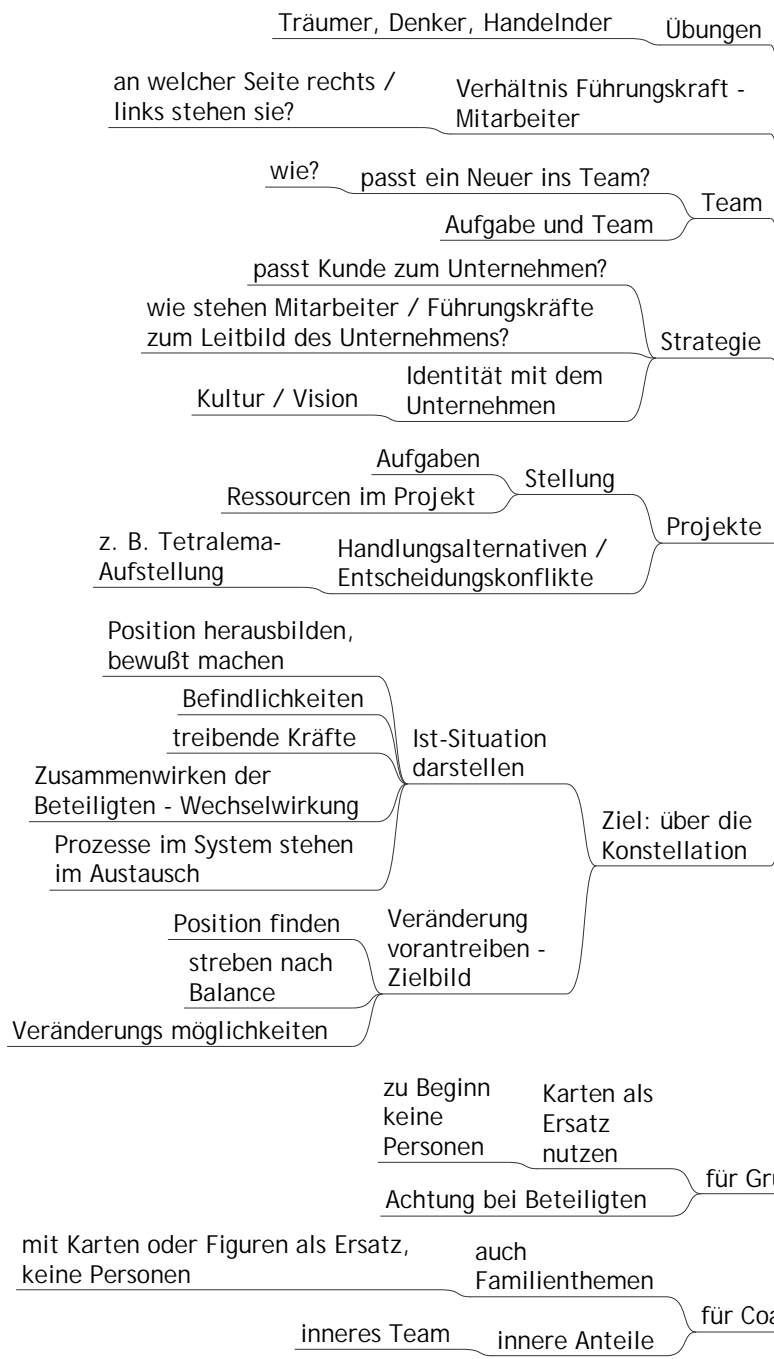 Träumer, Denker, Handelnder
Übungen
an welcher Seite rechts /
links stehen sie?
Verhältnis Führungskraft -
Mitarbeiter
wie?
passt ein Neuer ins Team?
Aufgabe und Team
Team
passt Kunde zum Unternehmen?
wie stehen Mitarbeiter / Führungskräfte
zum Leitbild des Unternehmens?
Kultur / Vision
Identität mit dem
Unternehmen
Strategie
Aufgaben
Ressourcen im Projekt
Stellung
z. B. Tetralema-
Aufstellung
Handlungsalternativen /
Entscheidungskonflikte
Projekte
Position herausbilden,
bewußt machen
Befindlichkeiten
treibende Kräfte
Zusammenwirken der
Beteiligten - Wechselwirkung
Prozesse im System stehen
im Austausch
Ist-Situation
darstellen
Position finden
streben nach
Balance
Veränderungs möglichkeiten
Veränderung
vorantreiben -
Zielbild
Ziel: über die
Konstellation
zu Beginn
keine
Personen
Karten als
Ersatz
nutzen
Achtung bei Beteiligten
für
mit Karten oder Figuren als Ersatz,
keine Personen
auch
Familienthemen
inneres Team
innere Anteile
für